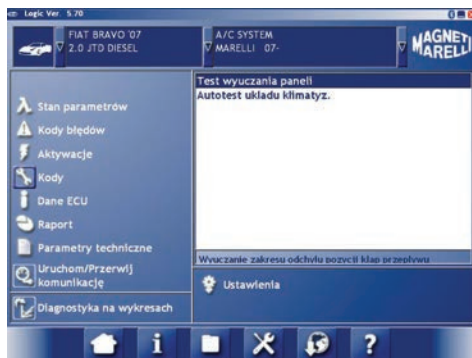 Logic Ver. 5.70
FIAT BRAVO '07
2.0 JTD DIESEL
A/C SYSTEM
MARELLI 07-
MAGNETI
MARELLI
Test wyuczania paneli
Autotest układu klimatyz.
Stan parametrów
Kody błędów
Aktywacje
Kody
Dane ECU
Raport
Parametry techniczne
Uruchom/Przerwij
komunikację
Diagnostyka na wykresach
Wyuczanie zakresu odchyłu pozycji klap przepływu
Ustawienia
i
?